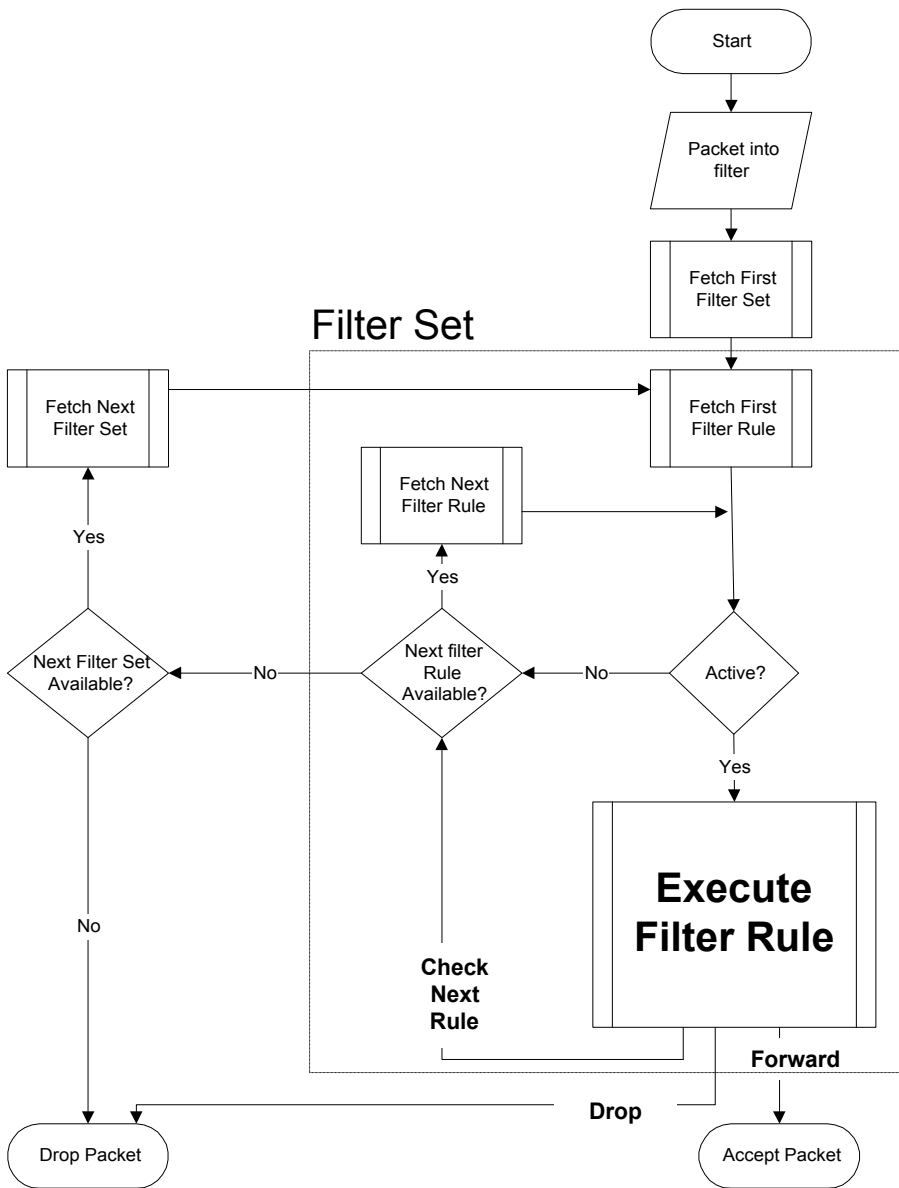 Start
Packet into
filter
Fetch First
Filter Set
Filter Set
Fetch Next
Filter Set
Fetch First
Filter Rule
Fetch Next
Filter Rule
Yes
Yes
Next Filter Set
Available?
No
Next filter
Rule
Available?
No
Active?
Yes
Execute
Filter Rule
No
Check
Next
Rule
Forward
Drop
Drop Packet
Accept Packet